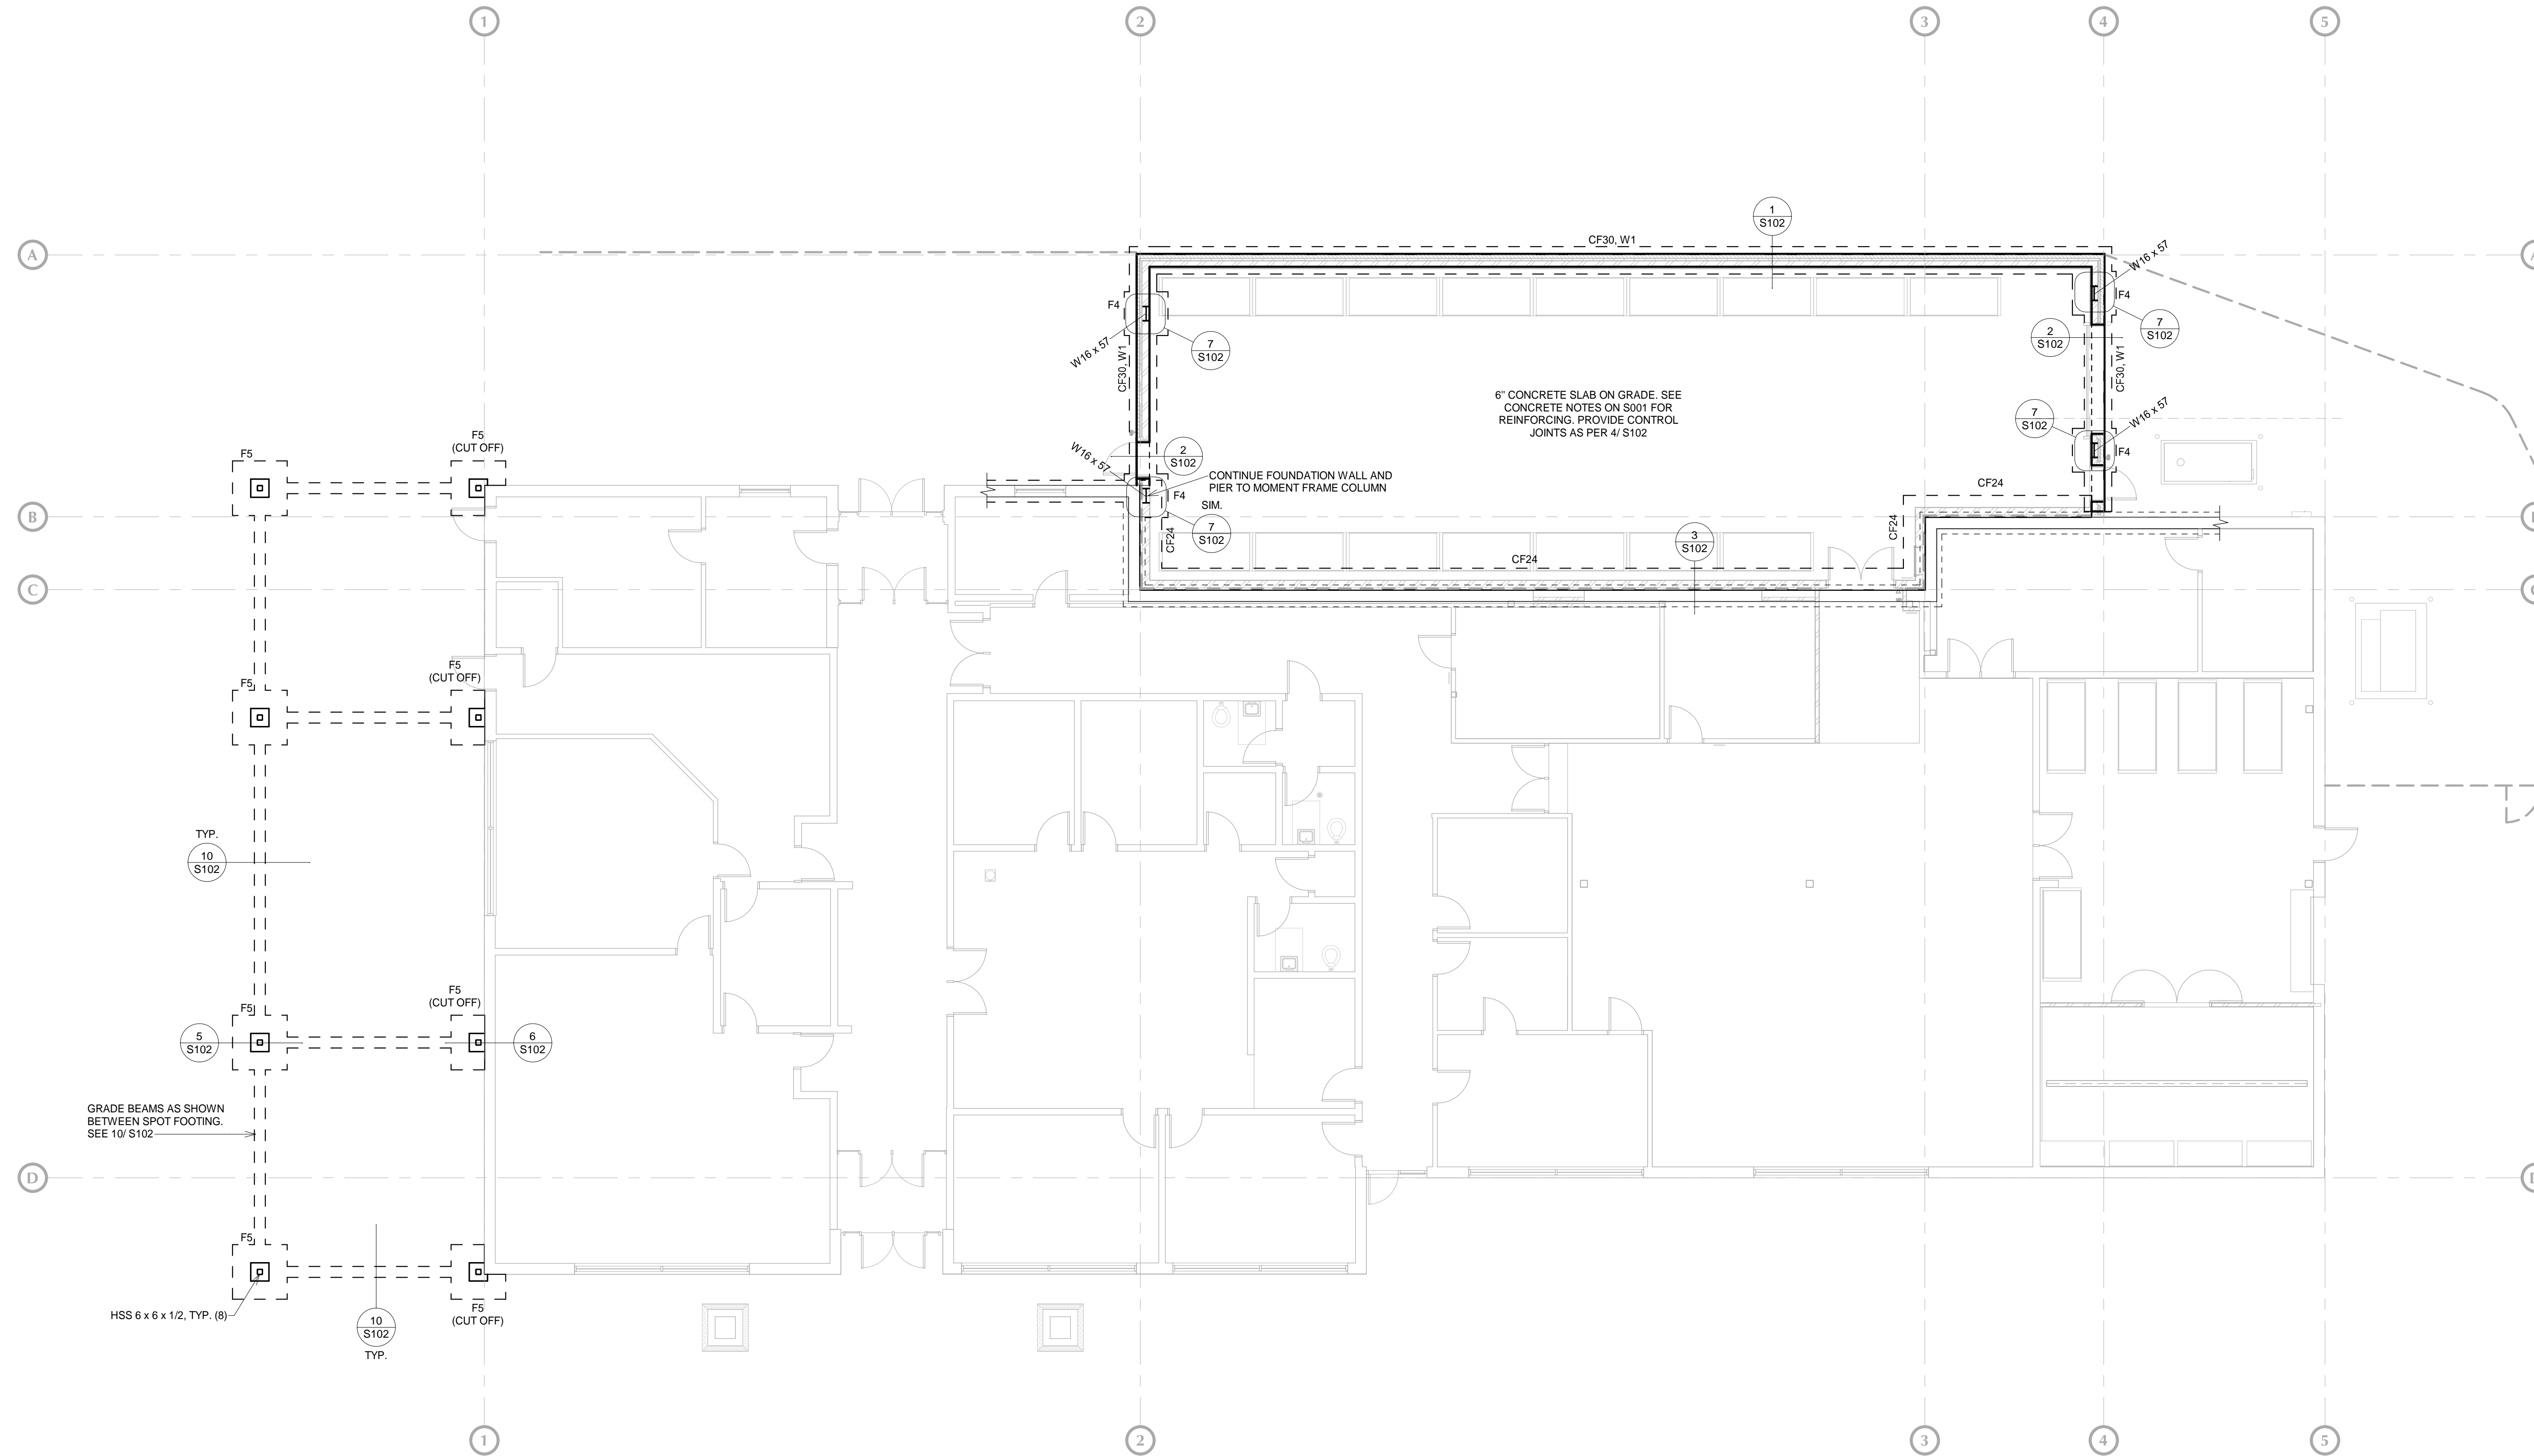 1
2
3
4
5
1
S102
A
CF30, W1
W16 x 57
F4
F4
7
S102
2
S102
7
S102
W16 x 57
CF30, W1
CF30, W1
6" CONCRETE SLAB ON GRADE. SEE
CONCRETE NOTES ON S001 FOR
REINFORCING. PROVIDE CONTROL
JOINTS AS PER 4/ S102
W16 x 57
7
S102
F5
(CUT OFF)
F5
W16 x 57
2
S102
F4
CONTINUE FOUNDATION WALL AND
PIER TO MOMENT FRAME COLUMN
F4
SIM.
CF24
B
7
S102
CF24
CF24
3
S102
CF24
C
F5
(CUT OFF)
F5
TYP.
10
S102
F5
(CUT OFF)
F5
5
S102
6
S102
GRADE BEAMS AS SHOWN
BETWEEN SPOT FOOTING.
SEE 10/ S102
D
F5
HSS 6 x 6 x 1/2, TYP. (8)
F5
(CUT OFF)
10
S102
TYP.
1
2
3
4
5